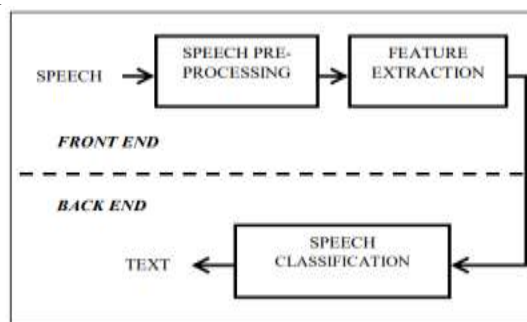 SPEECH PRE-
PROCESSING
FEATURE
EXTRACTION
SPEECH
FRONT END
BACK END
SPEECH
CLASSIFICATION
TEXT